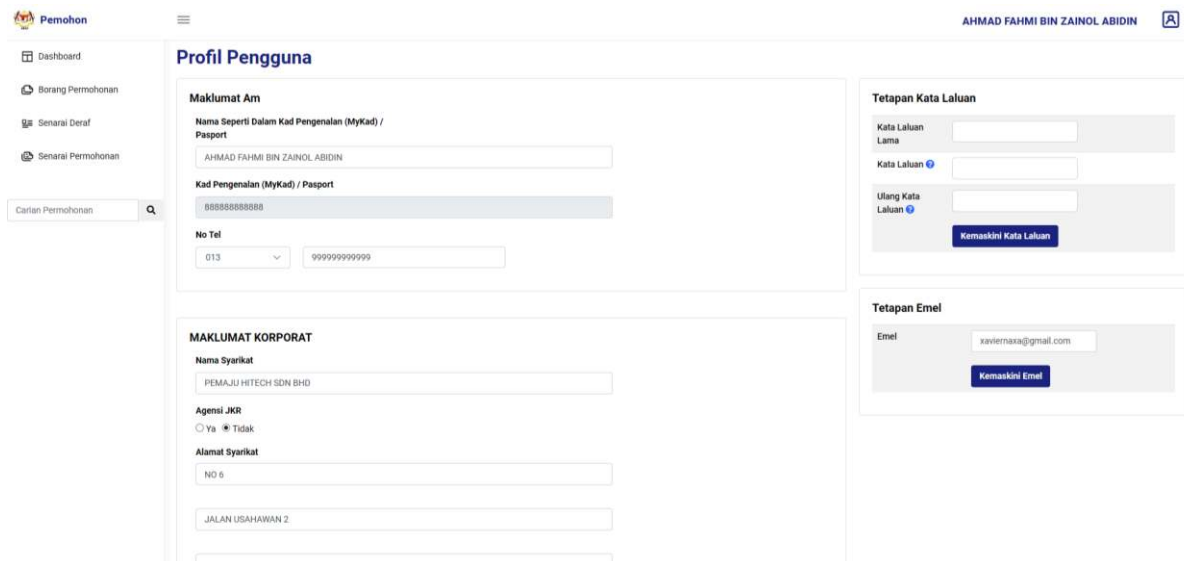 Pemohon
AHMAD FAHMI BIN ZAINOL ABIDIN
Dashboard
Borang Permohonan
Senarai Deraf
Senarai Permohonan
Carian Permohonan
Profil Pengguna
Maklumat Am
Nama Seperti Dalam Kad Pengenalan (MyKad) /
Pasport
AHMAD FAHMI BIN ZAINOL ABIDIN
Kad Pengenalan (MyKad) / Pasport
888888888888
No Tel
013
999999999999
MAKLUMAT KORPORAT
Nama Syarikat
PEMAJU HITECH SDN BHD
Agensi JKR
Ya Tidak
Alamat Syarikat
NO 6
JALAN USAHAWAN 2
Tetapan Kata Laluan
Kata Laluan
Lama
Kata Laluan
Ulang Kata
Laluan
Kemaskini Kata Laluan
Tetapan Emel
Emel
xaviernaxa@gmail.com
Kemaskini Emel